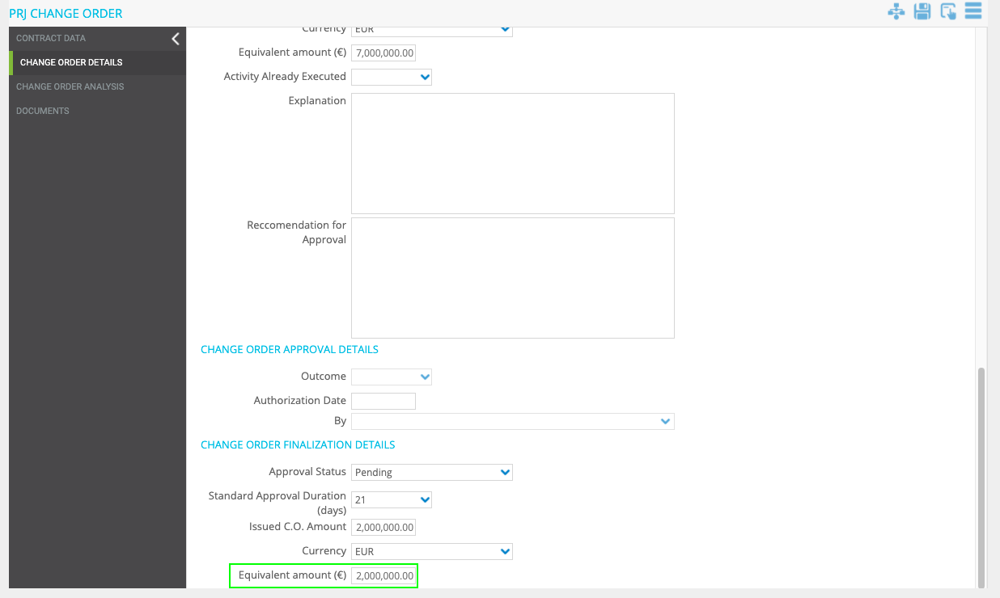 PRJ CHANGE ORDER
CONTRACT DATA
CHANGE ORDER DETAILS
CHANGE ORDER ANALYSIS
DOCUMENTS
Currency EUR
Equivalent amount (€) 7,000,000.00
Activity Already Executed
Explanation
Reccomendation for
Approval
CHANGE ORDER APPROVAL DETAILS
Outcome
Authorization Date
By
CHANGE ORDER FINALIZATION DETAILS
Approval Status Pending
Standard Approval Duration
(days) 21
Issued C.O. Amount 2,000,000.00
Currency EUR
Equivalent amount (€) 2,000,000.00